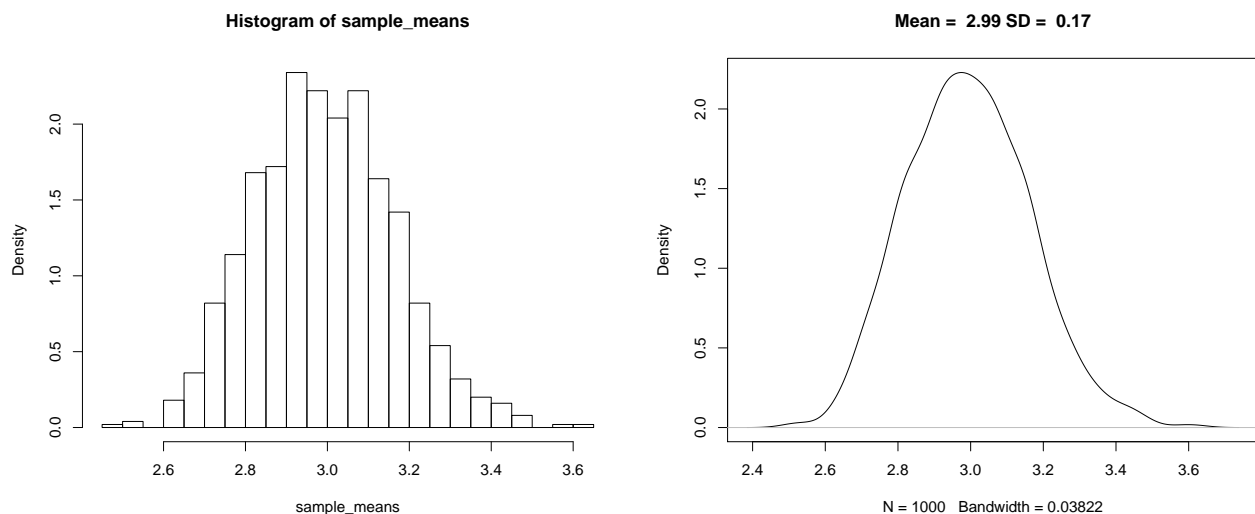 Histogram of sample_means
Density
0.0 0.5 1.0 1.5 2.0
2.6 2.8 3.0 3.2 3.4 3.6
sample_means
Mean = 2.99 SD = 0.17
Density
0.0 0.5 1.0 1.5 2.0
2.4 2.6 2.8 3.0 3.2 3.4 3.6
N = 1000 Bandwidth = 0.03822